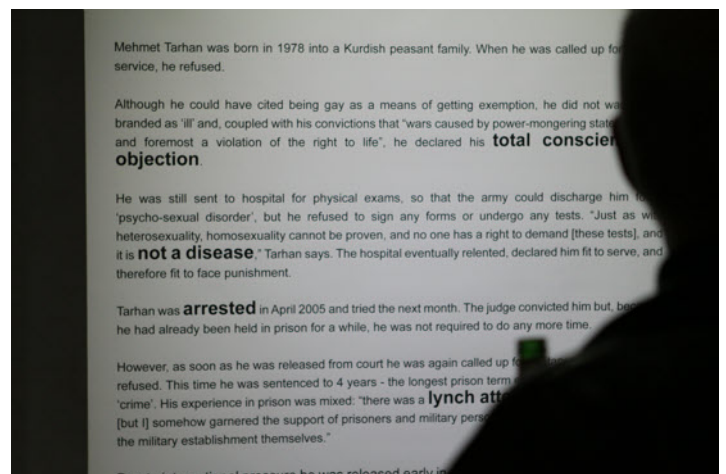 Mehmet Tarhan was born in 1978 into a Kurdish peasant family. When he was called up
service, he refused.
Although he could have cited being gay as a means of getting exemption, he did not
branded as 'ill' and, coupled with his convictions that "wars caused by power-mongering
and foremost a violation of the right to life", he declared his total
objection.
He was still sent to hospital for physical exams, so that the army could discharge him
'psycho-sexual disorder', but he refused to sign any forms or undergo any tests. "Just as
heterosexuality, homosexuality cannot be proven, and no one has a right to demand [these tests], and
it is not a disease," Tarhan says. The hospital eventually relented, declared him fit to serve, and
therefore fit to face punishment.
Tarhan was arrested in April 2005 and tried the next month. The judge convicted him but,
he had already been held in prison for a while, he was not required to do any more time.
However, as soon as he was released from court he was again called up
refused. This time he was sentenced to 4 years - the longest prison term
'crime'. His experience in prison was mixed: "there was a lynch
[but I] somehow garnered the support of prisoners and military
the military establishment themselves."
he was released early in